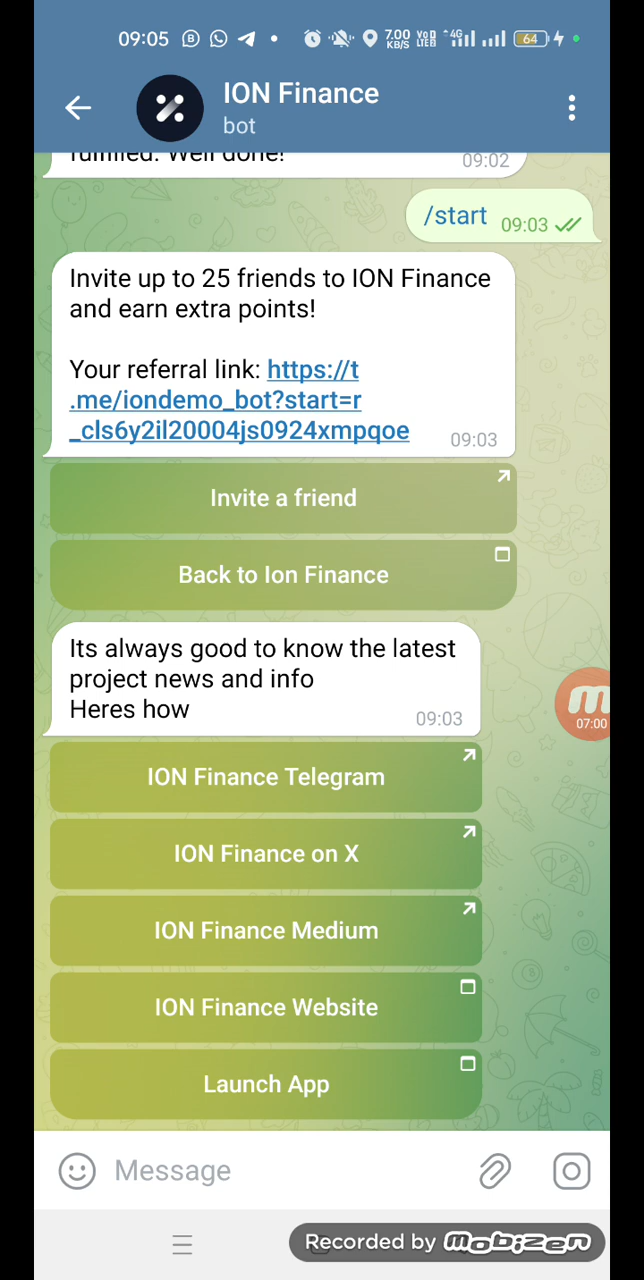 09:05
7.00
KB/S
4G
64
ION Finance
bot
fulfilled. Well done!
09:02
/start
09:03
Invite up to 25 friends to ION Finance
and earn extra points!
Your referral link: https://t
.me/iondemo_bot?start=r
_cls6y2il20004js0924xmpqoe
09:03
Invite a friend
Back to Ion Finance
Its always good to know the latest
project news and info
Heres how
09:03
07:00
ION Finance Telegram
ION Finance on X
ION Finance Medium
ION Finance Website
Launch App
Message
Recorded by mobizen